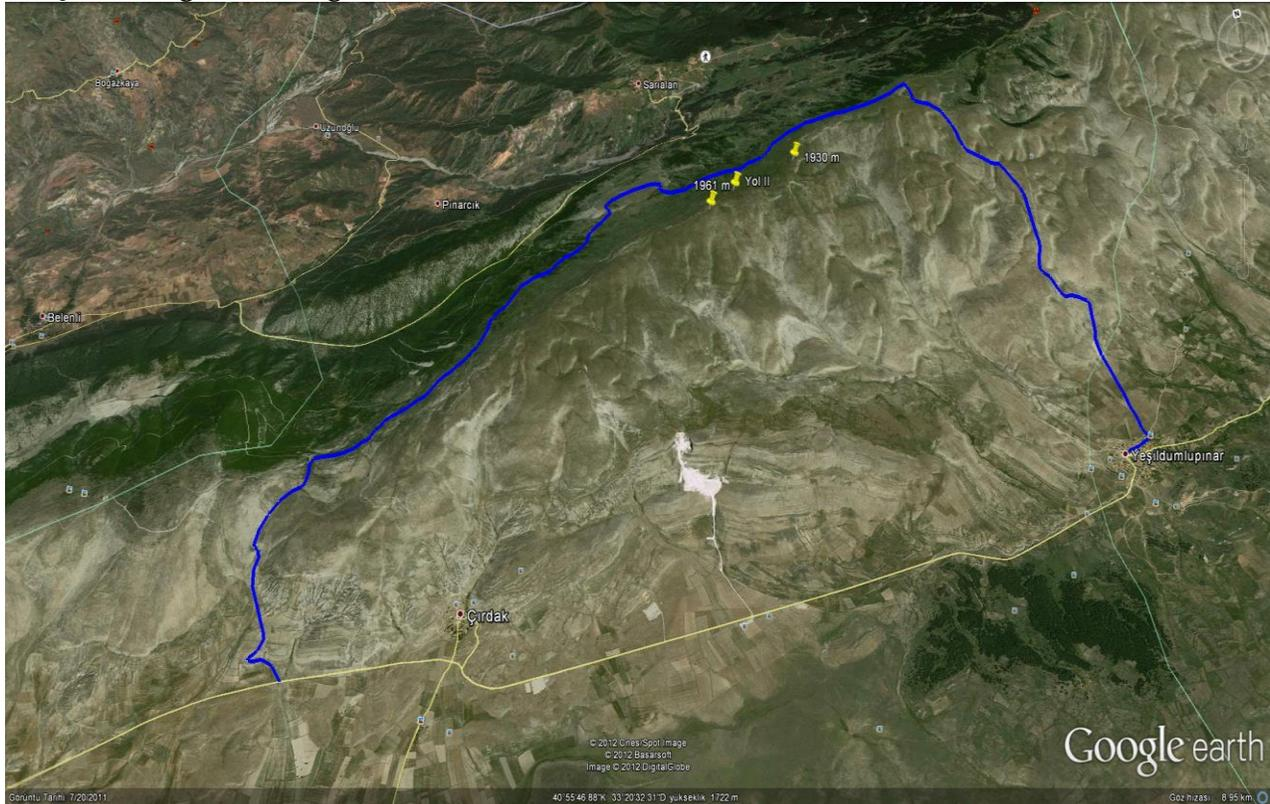 Boğazkaya
Sarıalan
Uzunoğlu
1930 m
1961 m
Yol II
Pınarcık
Belenli
Yeşildumlupınar
Çırdak
© 2012 Cnes/Spot Image
© 2012 Basarsoft
Image © 2012 DigitalGlobe
Google earth
Görüntü Tarihi: 7/20/2011
40°55'46.88"K 33°20'32.31"D yükseklik 1722 m
Göz hizası 8.95 km